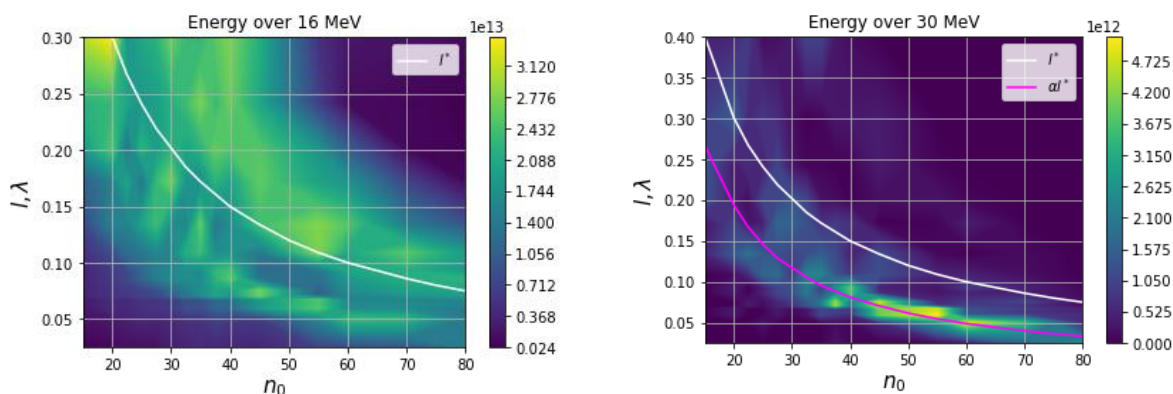 Energy over 16 MeV
1e13
l*
0.30
0.25
0.20
0.15
0.10
0.05
l, λ
20 30 40 50 60 70 80
n₀
3.120
2.776
2.432
2.088
1.744
1.400
1.056
0.712
0.368
0.024
Energy over 30 MeV
1e12
l*
αl*
0.40
0.35
0.30
0.25
0.20
0.15
0.10
0.05
l, λ
20 30 40 50 60 70 80
n₀
4.725
4.200
3.675
3.150
2.625
2.100
1.575
1.050
0.525
0.000